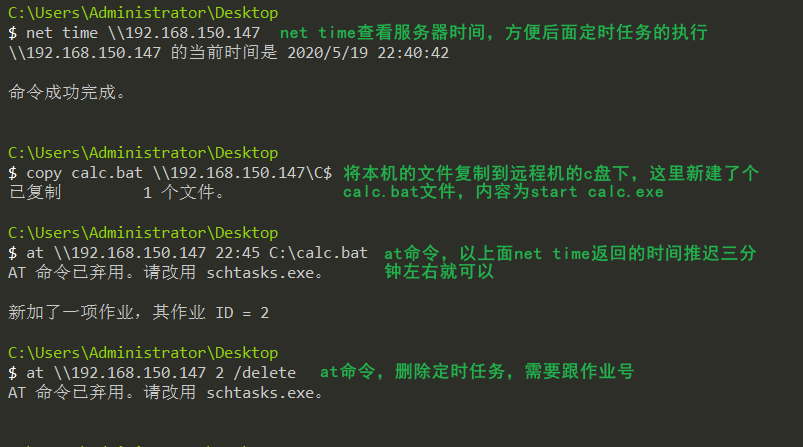 C:\Users\Administrator\Desktop
$ net time \\192.168.150.147 net time查看服务器时间，方便后面定时任务的执行
\\192.168.150.147 的当前时间是 2020/5/19 22:40:42
命令成功完成。
C:\Users\Administrator\Desktop
$ copy calc.bat \\192.168.150.147\C$ 将本机的文件复制到远程机的c盘下，这里新建了个
已复制         1 个文件。 calc.bat文件，内容为start calc.exe
C:\Users\Administrator\Desktop
$ at \\192.168.150.147 22:45 C:\calc.bat at命令，以上面net time返回的时间推迟三分
AT 命令已弃用。请改用 schtasks.exe。 钟左右就可以
新加了一项作业，其作业 ID = 2
C:\Users\Administrator\Desktop
$ at \\192.168.150.147 2 /delete at命令，删除定时任务，需要跟作业号
AT 命令已弃用。请改用 schtasks.exe。